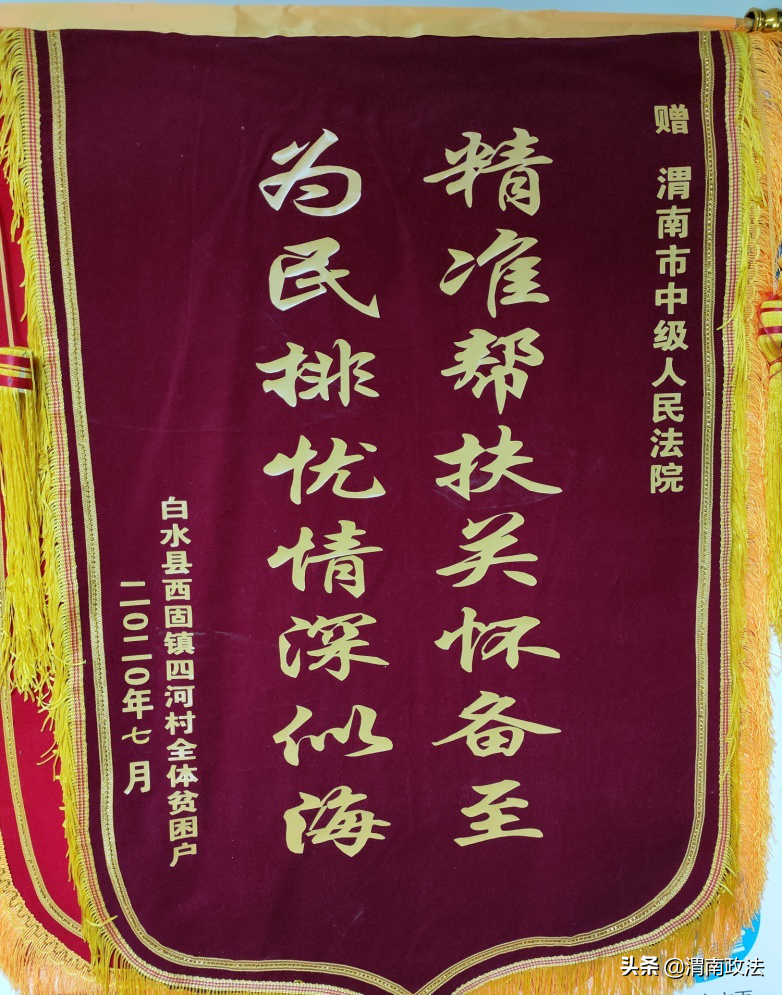 赠 渭南市中级人民法院
精准帮扶关怀备至
为民排忧情深似海
白水县西固镇四河村全体贫困户
二〇二〇年七月
头条 @渭南政法